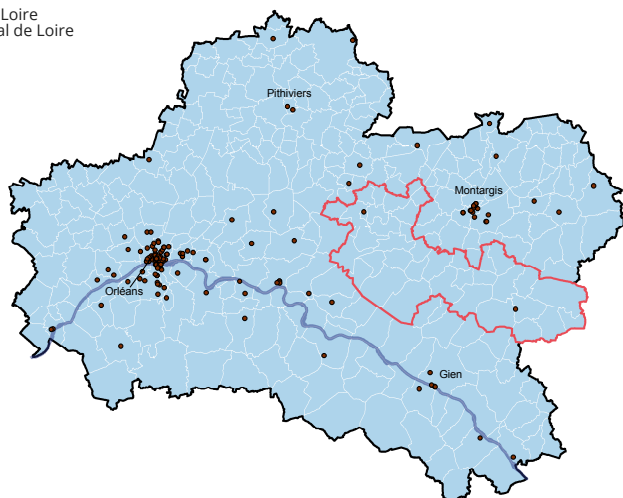 Loire
al de Loire
Pithiviers
Montargis
Orléans
Gien